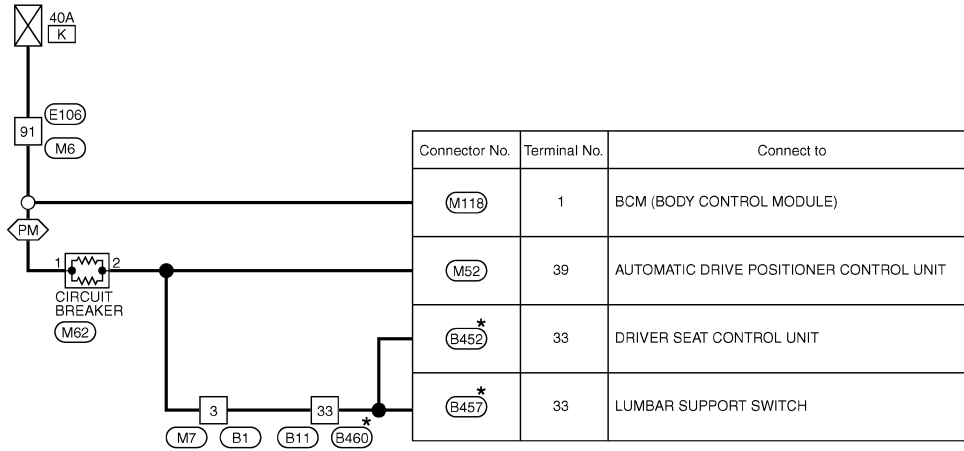 40A
K
E106
91
M6
Connector No. Terminal No. Connect to
M118 1 BCM (BODY CONTROL MODULE)
PM
1 2
CIRCUIT
BREAKER
M62
M52 39 AUTOMATIC DRIVE POSITIONER CONTROL UNIT
*
B452 33 DRIVER SEAT CONTROL UNIT
*
B457 33 LUMBAR SUPPORT SWITCH
3 33
*
M7 B1 B11 B460